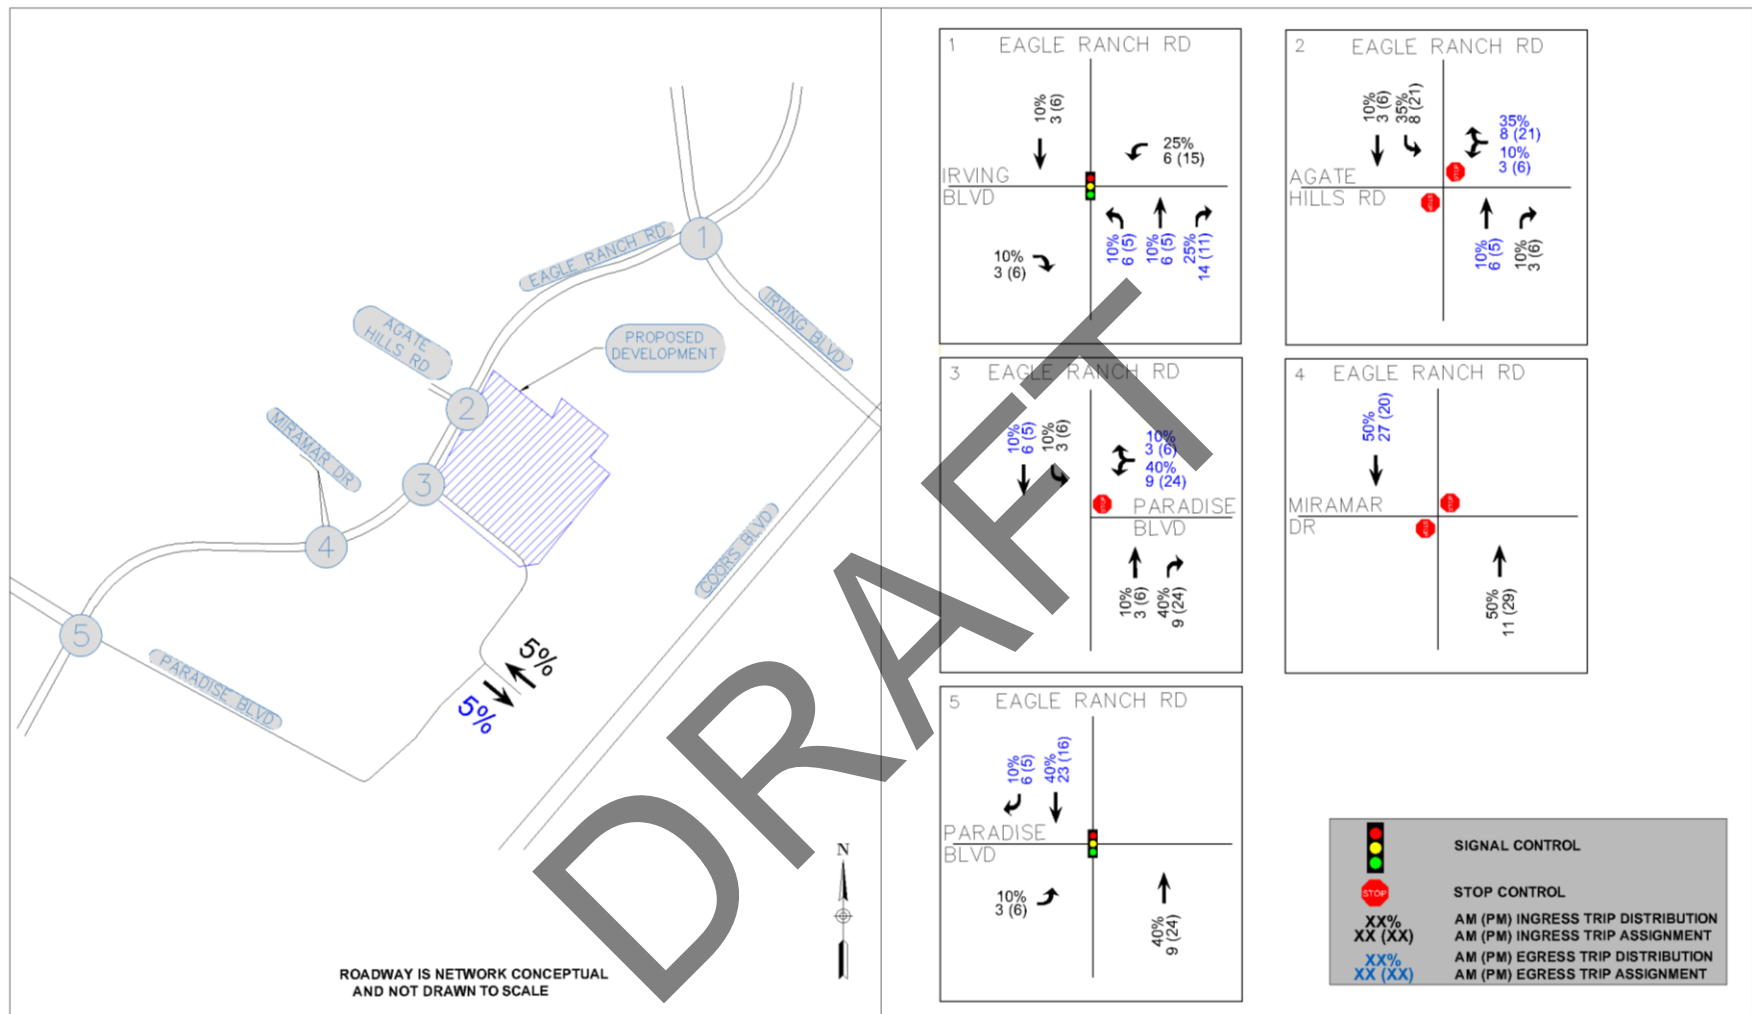 1
EAGLE RANCH RD
IRVING BLVD
AGATE
HILLS RD
PROPOSED
DEVELOPMENT
2
MIRAMAR DR
3
4
COORS BLVD
5
PARADISE BLVD
5%
5%
N
ROADWAY IS NETWORK CONCEPTUAL
AND NOT DRAWN TO SCALE
DRAFT
1 EAGLE RANCH RD
10%
3 (6)
25%
6 (15)
IRVING
BLVD
10%
3 (6)
10%
6 (5)
10%
6 (5)
25%
14 (11)
2 EAGLE RANCH RD
10%
3 (6)
35%
8 (21)
35%
8 (21)
10%
3 (6)
STOP
AGATE
HILLS RD
10%
6 (5)
10%
3 (6)
3 EAGLE RANCH RD
10%
6 (5)
10%
3 (6)
10%
3 (6)
40%
9 (24)
PARADISE
BLVD
10%
3 (6)
40%
9 (24)
4 EAGLE RANCH RD
50%
27 (20)
STOP
MIRAMAR
DR
50%
11 (29)
5 EAGLE RANCH RD
10%
6 (5)
40%
23 (16)
PARADISE
BLVD
10%
3 (6)
40%
9 (24)
SIGNAL CONTROL
STOP
STOP CONTROL
XX% AM (PM) INGRESS TRIP DISTRIBUTION
XX (XX) AM (PM) INGRESS TRIP ASSIGNMENT
XX% AM (PM) EGRESS TRIP DISTRIBUTION
XX (XX) AM (PM) EGRESS TRIP ASSIGNMENT